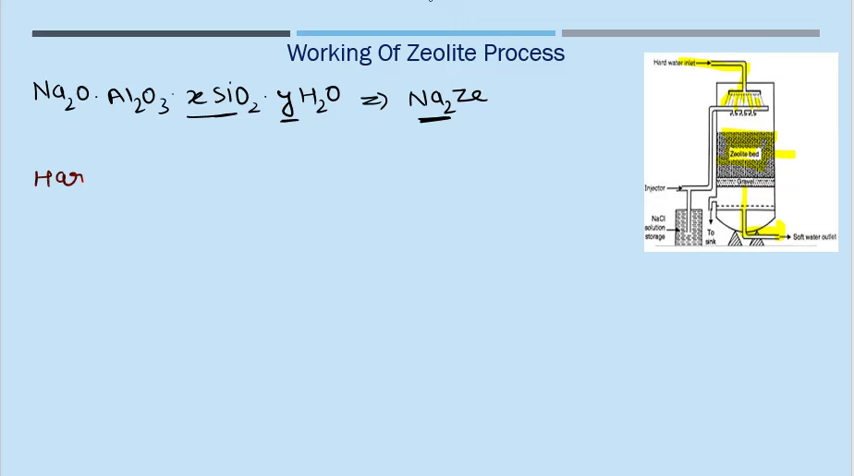 Working Of Zeolite Process
Na₂O. Al₂O₃. xSiO₂. yH₂O ⇒ Na₂Ze
Har
Hard water inlet
Zeolite bed
Gravel
Injector
NaCl
solution
storage
To
sink
Soft water outlet